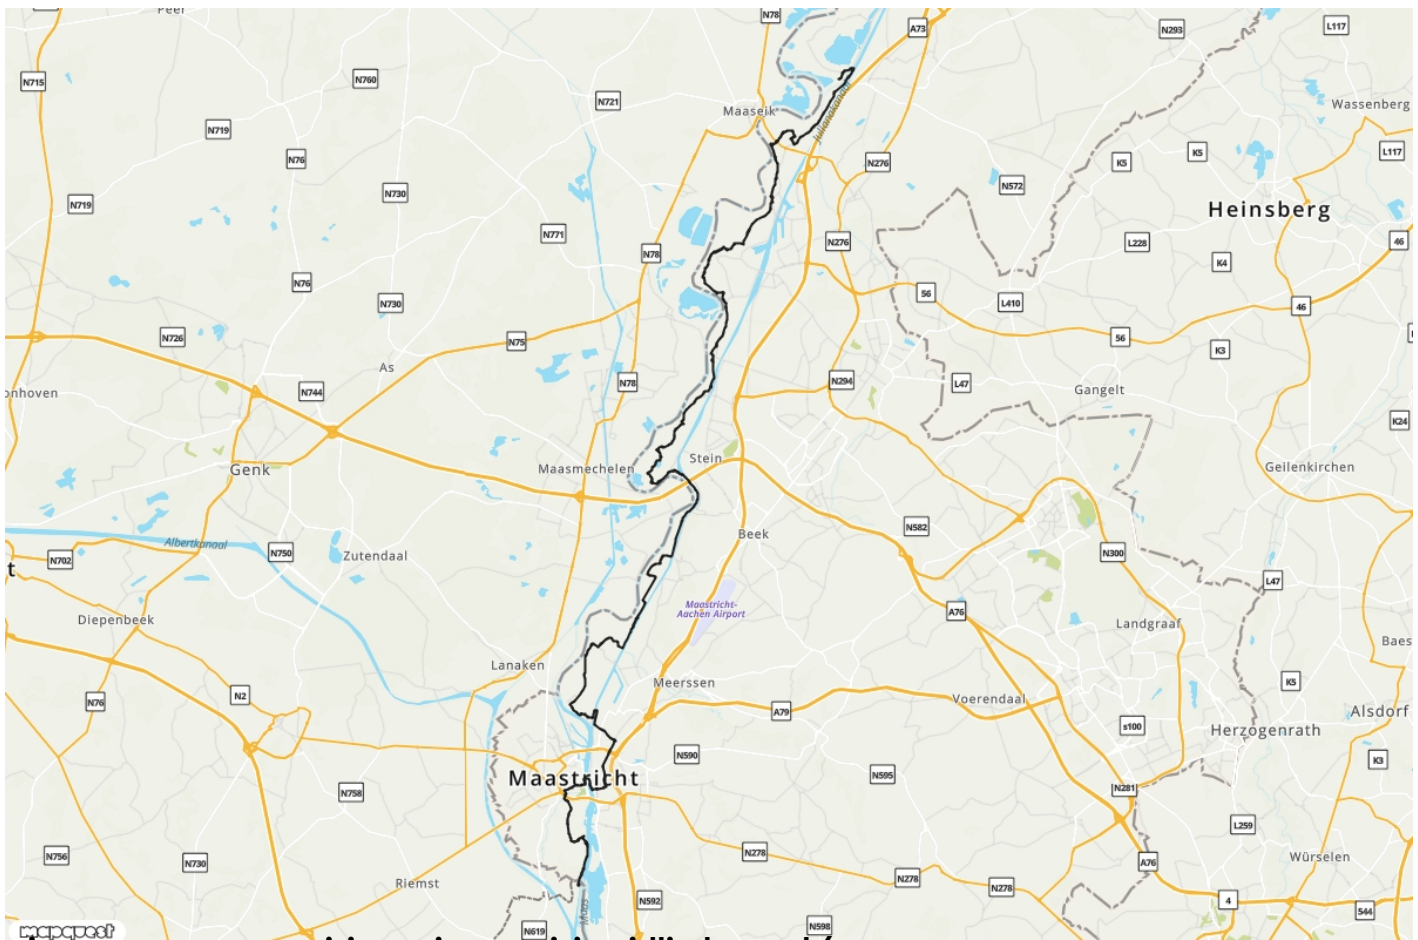 Peer
N78
A73
N293
L117
N715
N760
N721
Maaseik
Julianakanaal
Wassenberg
N719
N76
K5
K5
L117
N276
N730
N572
N719
Heinsberg
N771
N78
N276
L228
46
K4
N76
N730
56
L410
46
N726
N75
56
K3
As
N78
N294
L47
Gangelt
N744
onhoven
K24
Genk
Maasmechelen
Stein
Geilenkirchen
Albertkanaal
N582
Beek
N702
N750
Zutendaal
N300
t
L47
Maastricht-
Aachen Airport
A76
Diepenbeek
Landgraaf
Baes
Lanaken
Meerssen
N2
N76
K5
Voerendaal
A79
Alsdorf
s100
Herzogenrath
N590
K3
Maastricht
N595
N281
N758
L259
N756
N730
N278
A76
Würselen
Riemst
N278
N278
N592
4
S44
Maas
N619
N598
mapquest